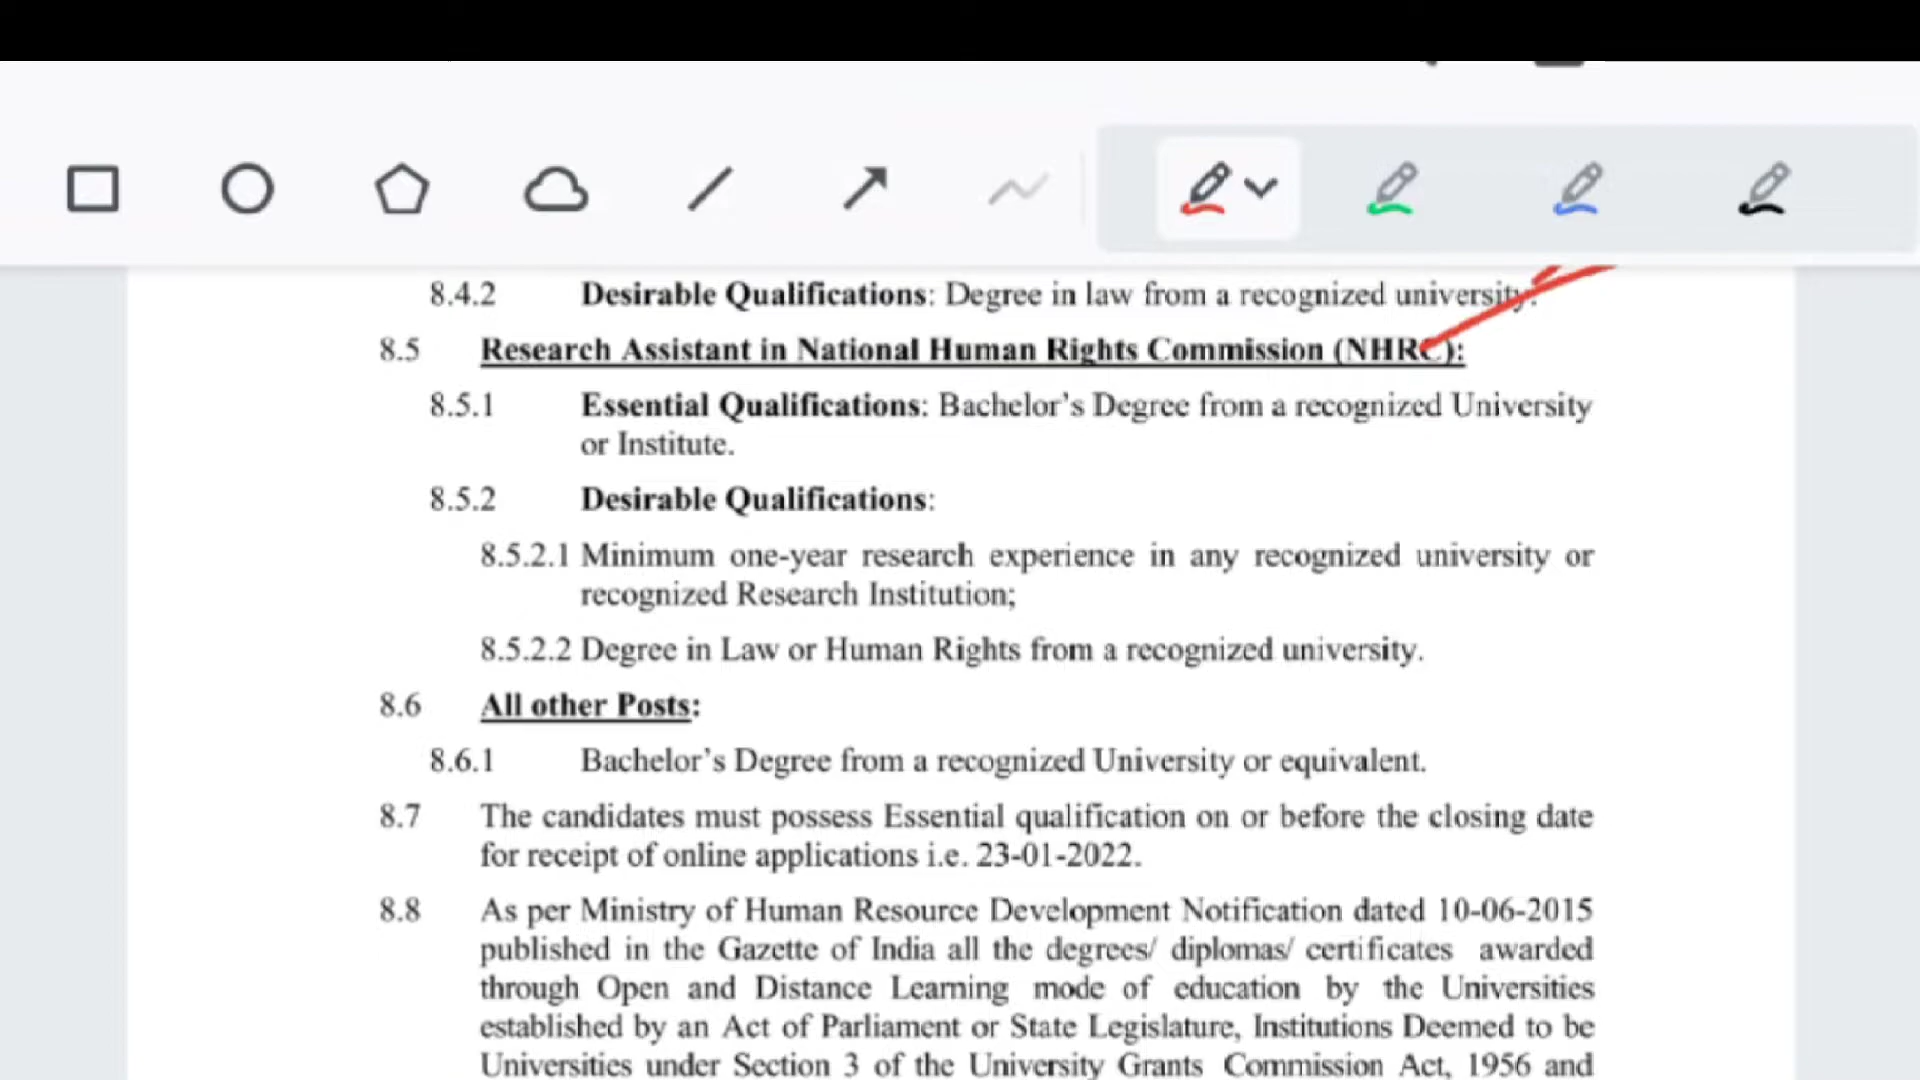 8.4.2 Desirable Qualifications: Degree in law from a recognized university.
8.5 Research Assistant in National Human Rights Commission (NHRC):
8.5.1 Essential Qualifications: Bachelor's Degree from a recognized University
or Institute.
8.5.2 Desirable Qualifications:
8.5.2.1 Minimum one-year research experience in any recognized university or
recognized Research Institution;
8.5.2.2 Degree in Law or Human Rights from a recognized university.
8.6 All other Posts:
8.6.1 Bachelor's Degree from a recognized University or equivalent.
8.7 The candidates must possess Essential qualification on or before the closing date
for receipt of online applications i.e. 23-01-2022.
8.8 As per Ministry of Human Resource Development Notification dated 10-06-2015
published in the Gazette of India all the degrees/ diplomas/ certificates awarded
through Open and Distance Learning mode of education by the Universities
established by an Act of Parliament or State Legislature, Institutions Deemed to be
Universities under Section 3 of the University Grants Commission Act, 1956 and